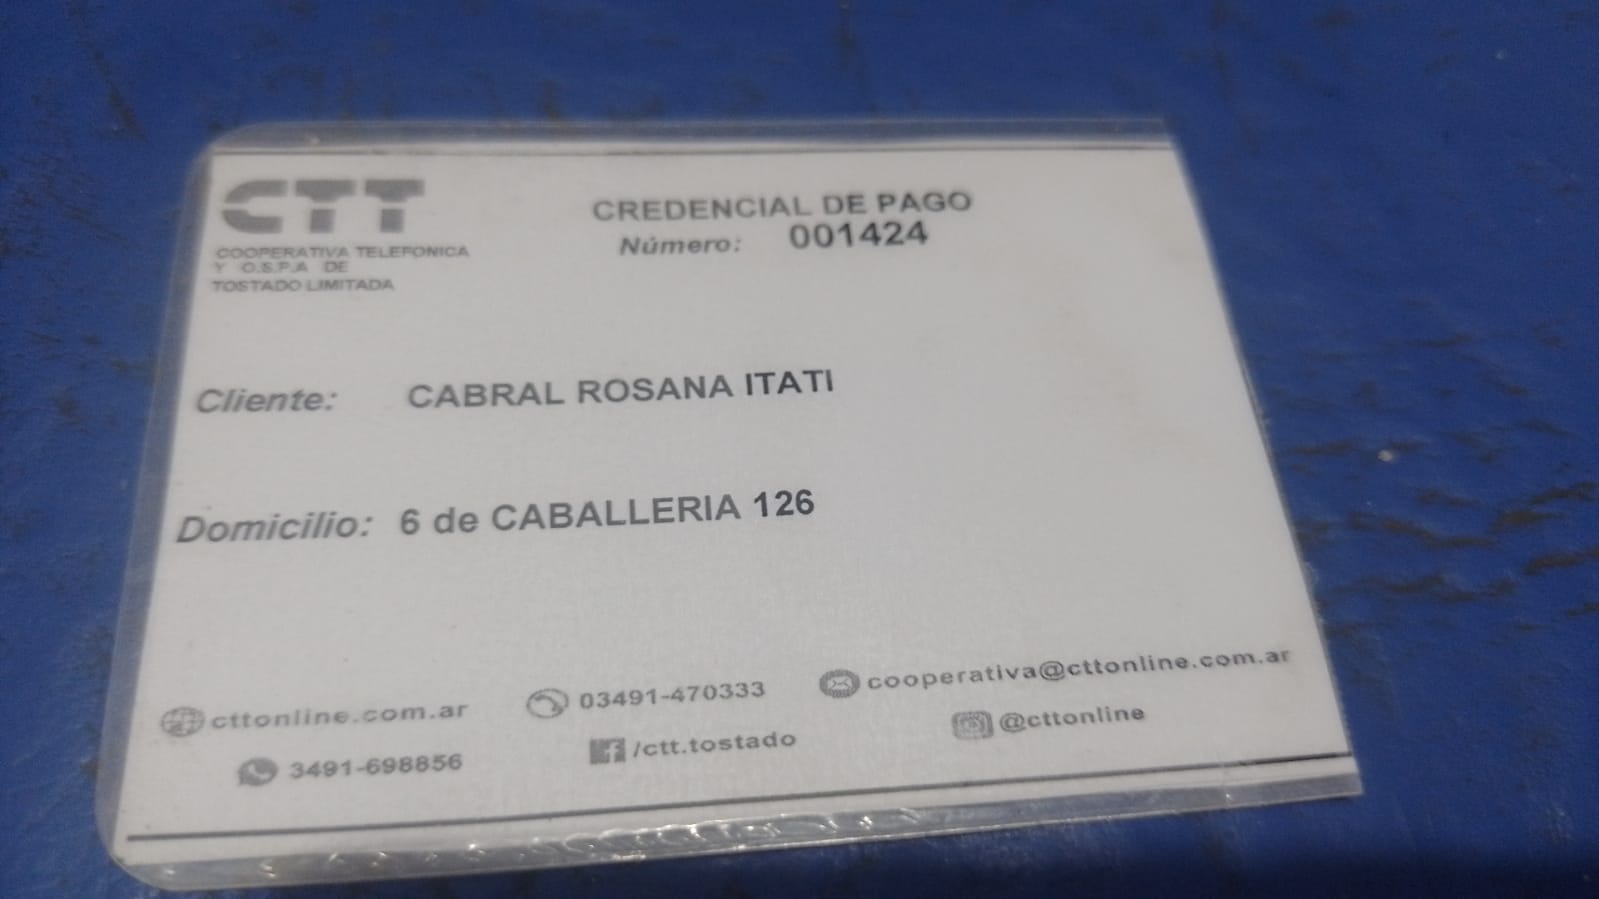 CTT
COOPERATIVA TELEFONICA
Y O.S.P.A DE
TOSTADO LIMITADA
CREDENCIAL DE PAGO
Número: 001424
Cliente: CABRAL ROSANA ITATI
Domicilio: 6 de CABALLERIA 126
cttonline.com.ar
03491-470333
cooperativa@cttonline.com.ar
3491-698856
/ctt.tostado
@cttonline